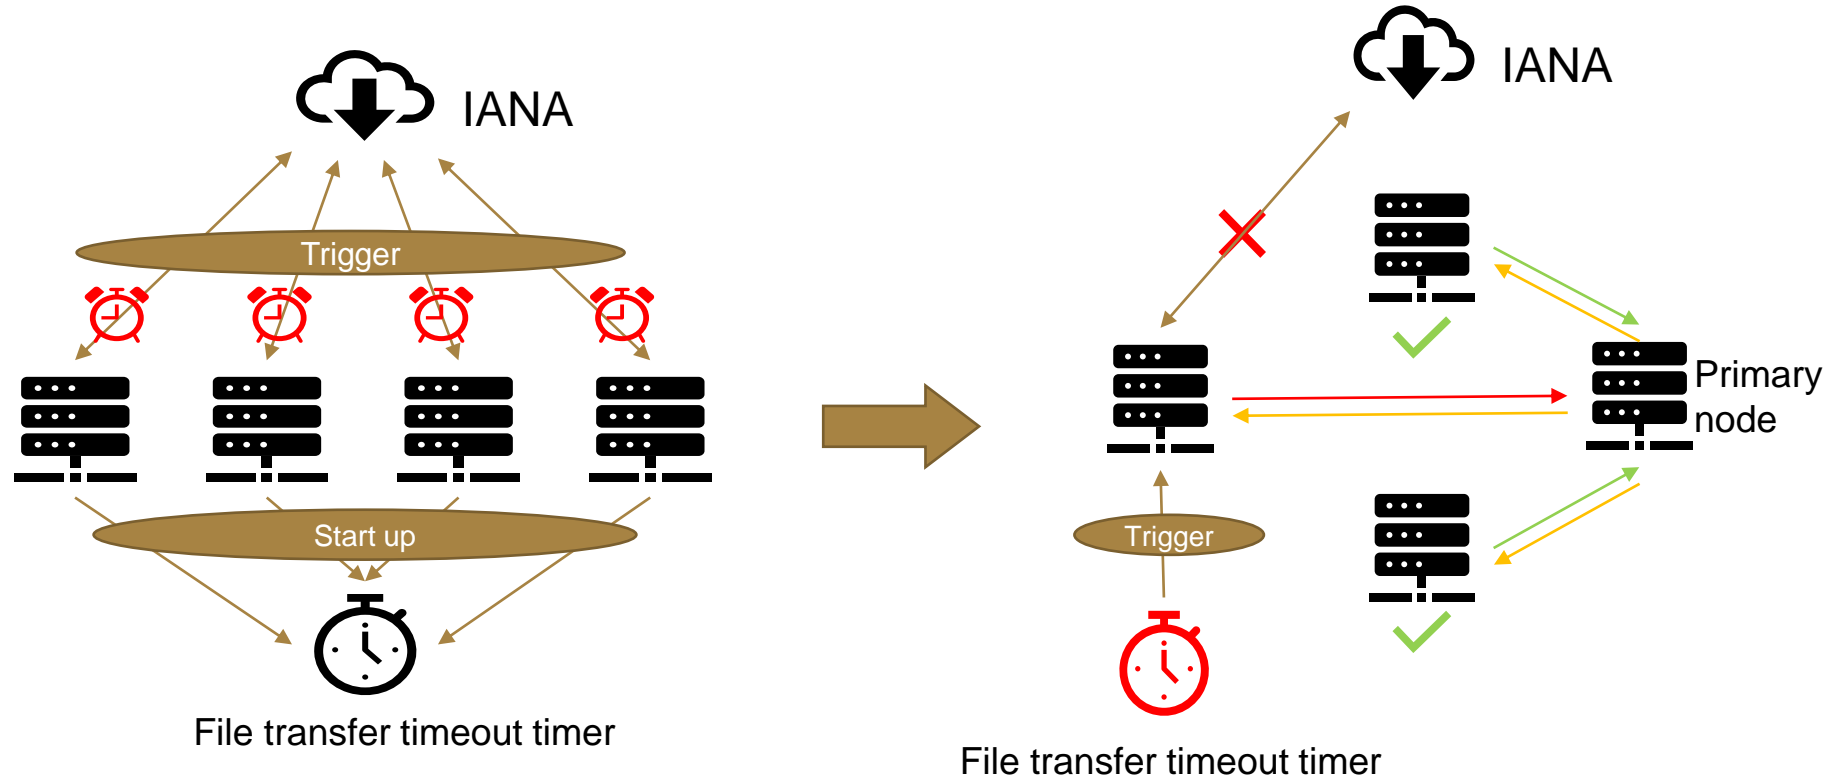 IANA
Trigger
Start up
File transfer timeout timer
IANA
Primary
node
Trigger
File transfer timeout timer